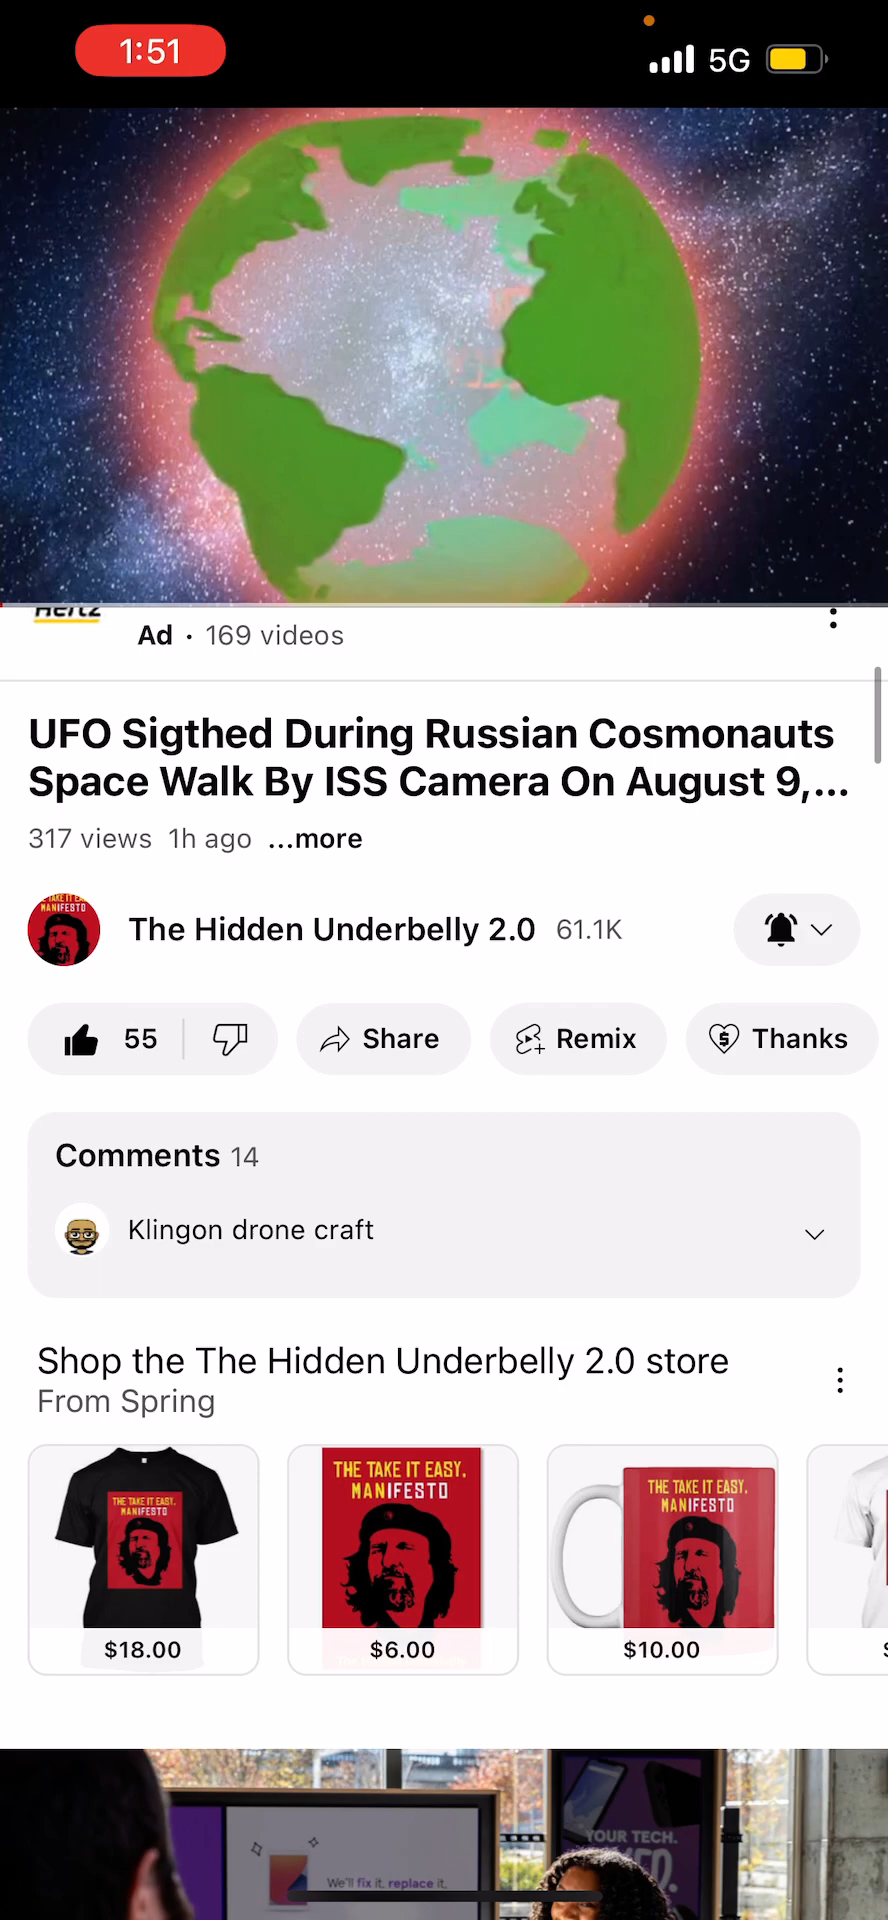 1:51
5G
Hertz
Ad · 169 videos
UFO Sigthed During Russian Cosmonauts
Space Walk By ISS Camera On August 9,...
317 views 1h ago ...more
The Hidden Underbelly 2.0 61.1K
55
Share
Remix
Thanks
Comments 14
Klingon drone craft
Shop the The Hidden Underbelly 2.0 store
From Spring
THE TAKE IT EASY.
MANIFESTO
$18.00
THE TAKE IT EASY.
MANIFESTO
$6.00
THE TAKE IT EASY.
MANIFESTO
$10.00
We'll fix it, replace it,
YOUR TECH.